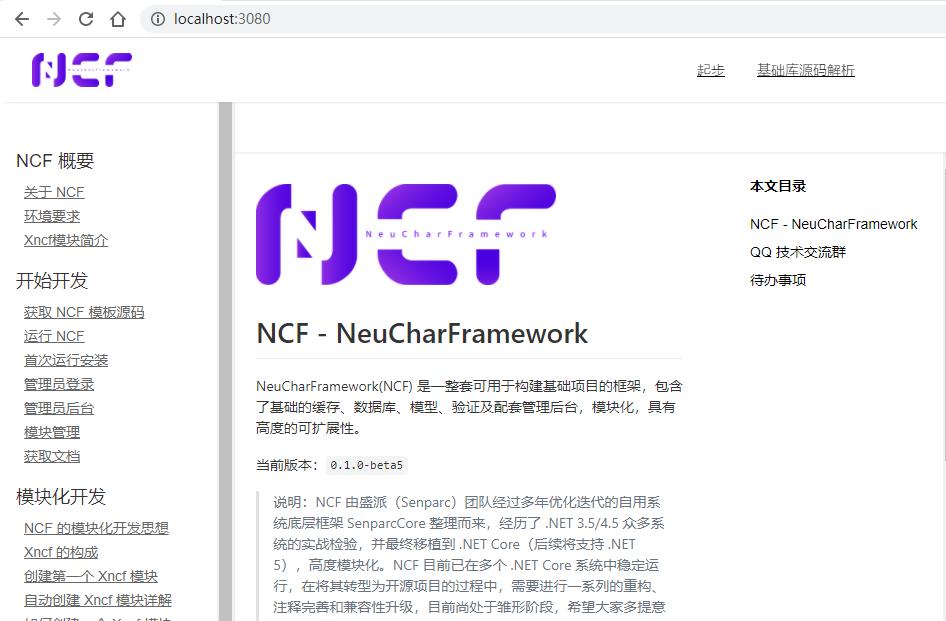 localhost:3080
NCF
NeuCharFramework
起步
基础库源码解析
NCF 概要
关于 NCF
环境要求
Xncf模块简介
开始开发
获取 NCF 模板源码
运行 NCF
首次运行安装
管理员登录
管理员后台
模块管理
获取文档
模块化开发
NCF 的模块化开发思想
Xncf 的构成
创建第一个 Xncf 模块
自动创建 Xncf 模块详解
NCF
NeuCharFramework
NCF - NeuCharFramework
NeuCharFramework(NCF) 是一整套可用于构建基础项目的框架，包含
了基础的缓存、数据库、模型、验证及配套管理后台，模块化，具有
高度的可扩展性。
当前版本： 0.1.0-beta5
说明：NCF 由盛派（Senparc）团队经过多年优化迭代的自用系
统底层框架 SenparcCore 整理而来，经历了 .NET 3.5/4.5 众多系
统的实战检验，并最终移植到 .NET Core（后续将支持 .NET
5），高度模块化。NCF 目前已在多个 .NET Core 系统中稳定运
行，在将其转型为开源项目的过程中，需要进行一系列的重构、
注释完善和兼容性升级，目前尚处于雏形阶段，希望大家多提意
本文目录
NCF - NeuCharFramework
QQ 技术交流群
待办事项